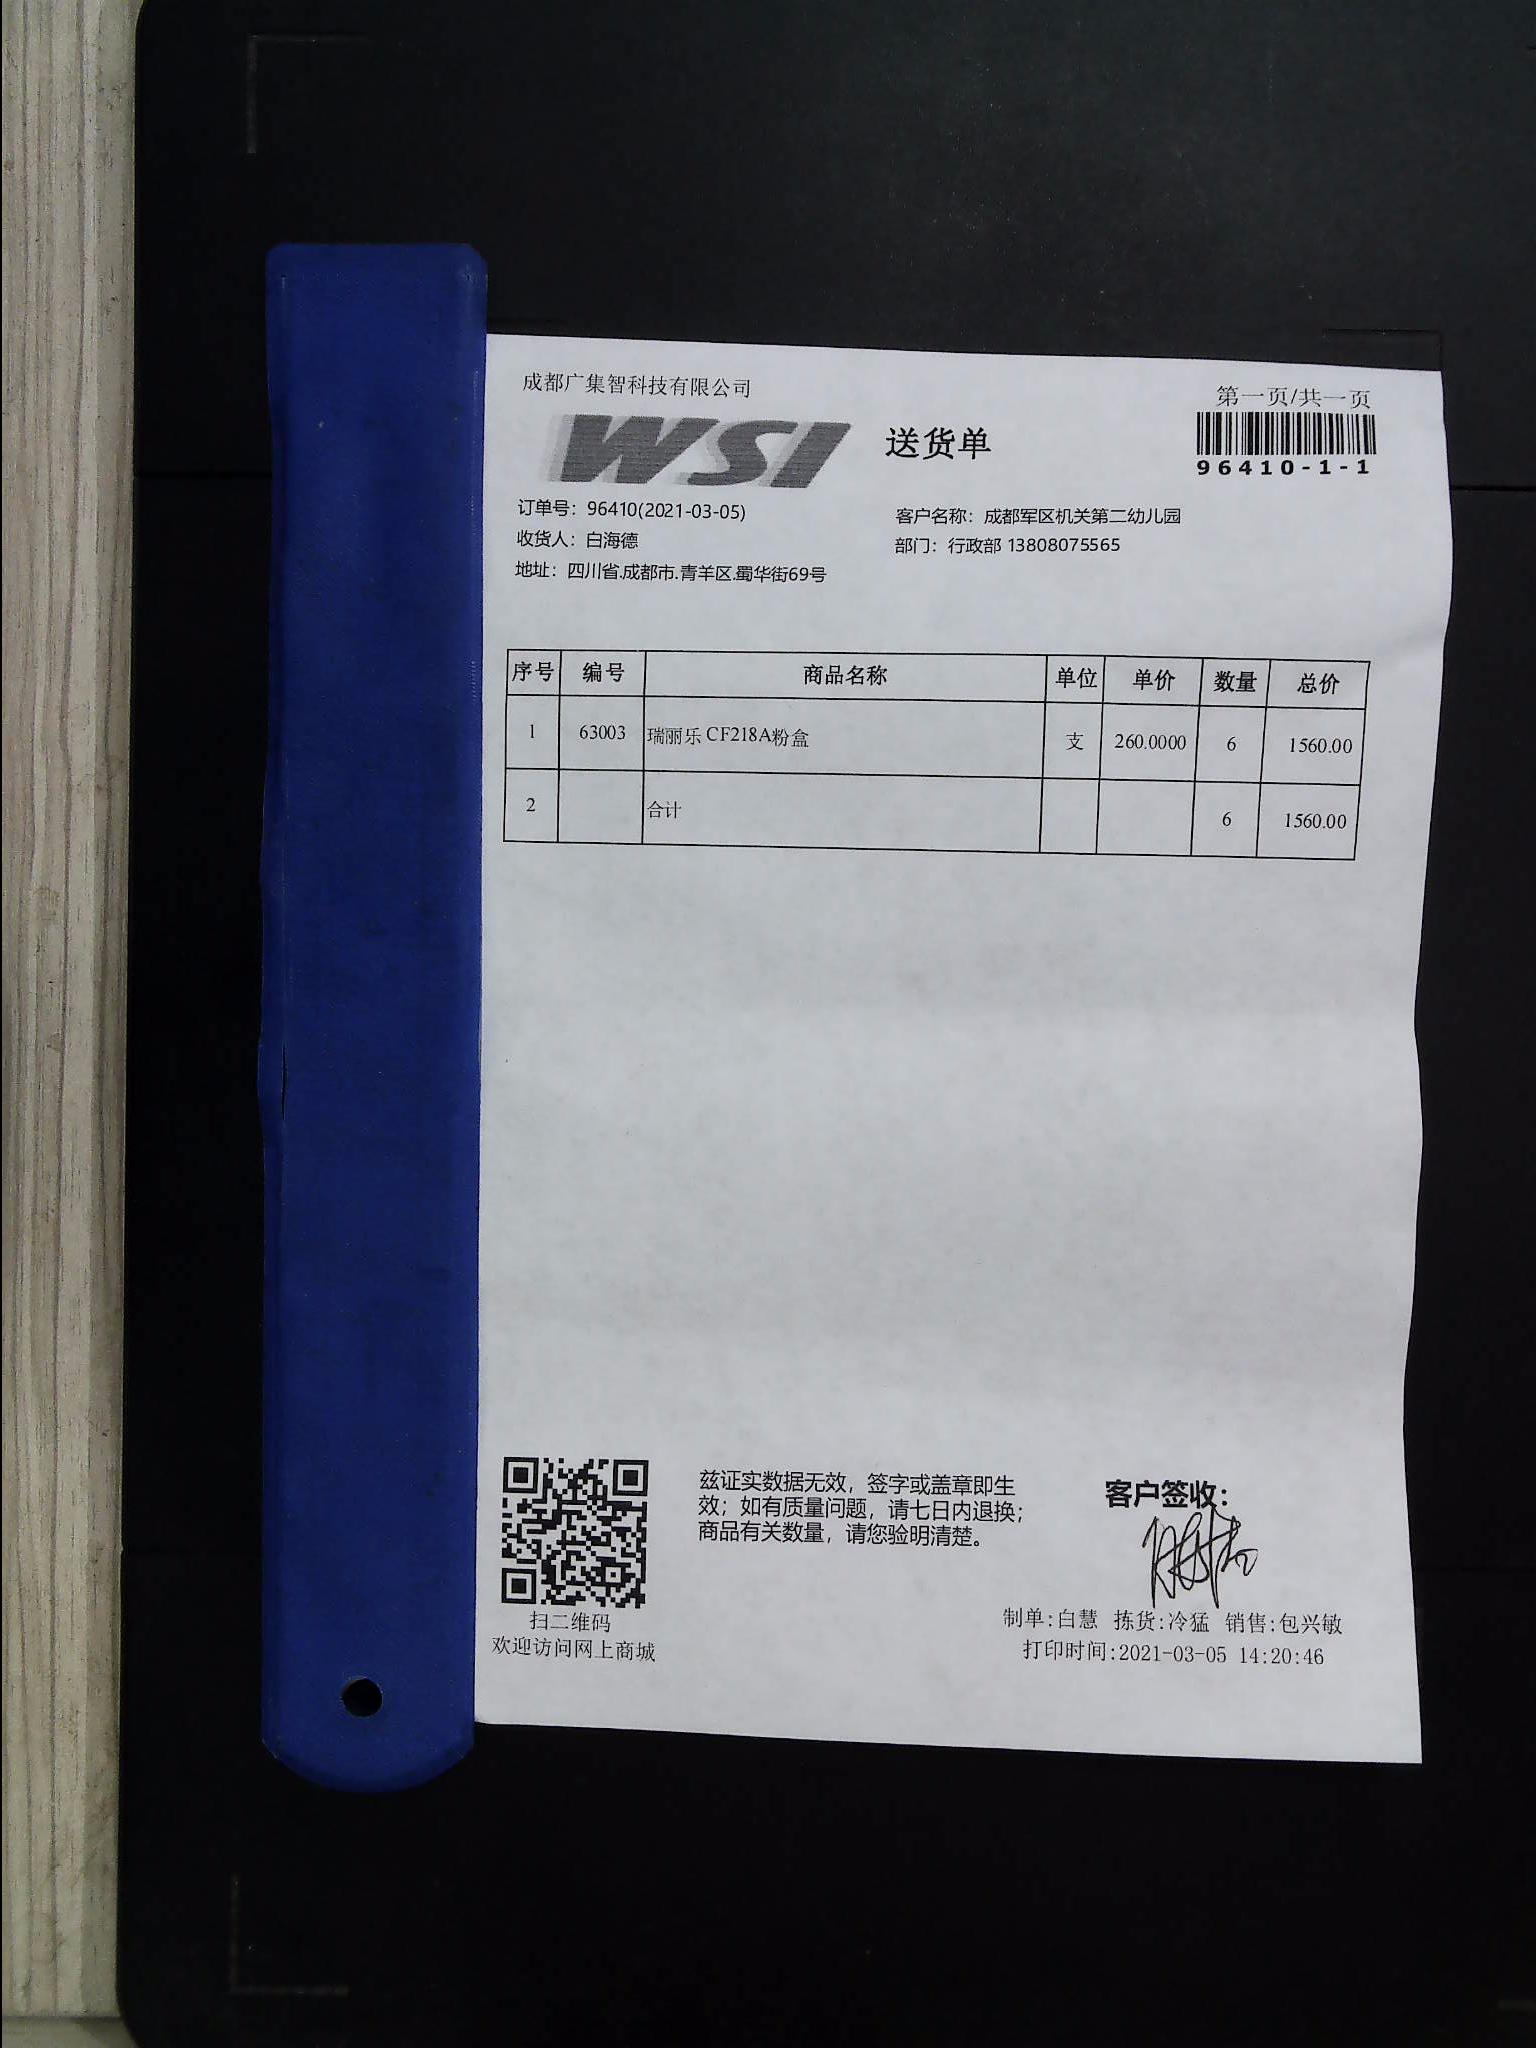 成都广集智科技有限公司
第一页/共一页
WSI
送货单
96410-1-1
订单号：96410(2021-03-05)
客户名称：成都军区机关第二幼儿园
收货人：白海德
部门：行政部 13808075565
地址：四川省.成都市.青羊区.蜀华街69号
序号 编号 商品名称 单位 单价 数量 总价
1 63003 瑞丽乐 CF218A粉盒 支 260.0000 6 1560.00
2 合计 6 1560.00
兹证实数据无效，签字或盖章即生
效；如有质量问题，请七日内退换；
商品有关数量，请您验明清楚。
客户签收：
扫二维码
欢迎访问网上商城
制单:白慧 拣货:冷猛 销售:包兴敏
打印时间:2021-03-05 14:20:46